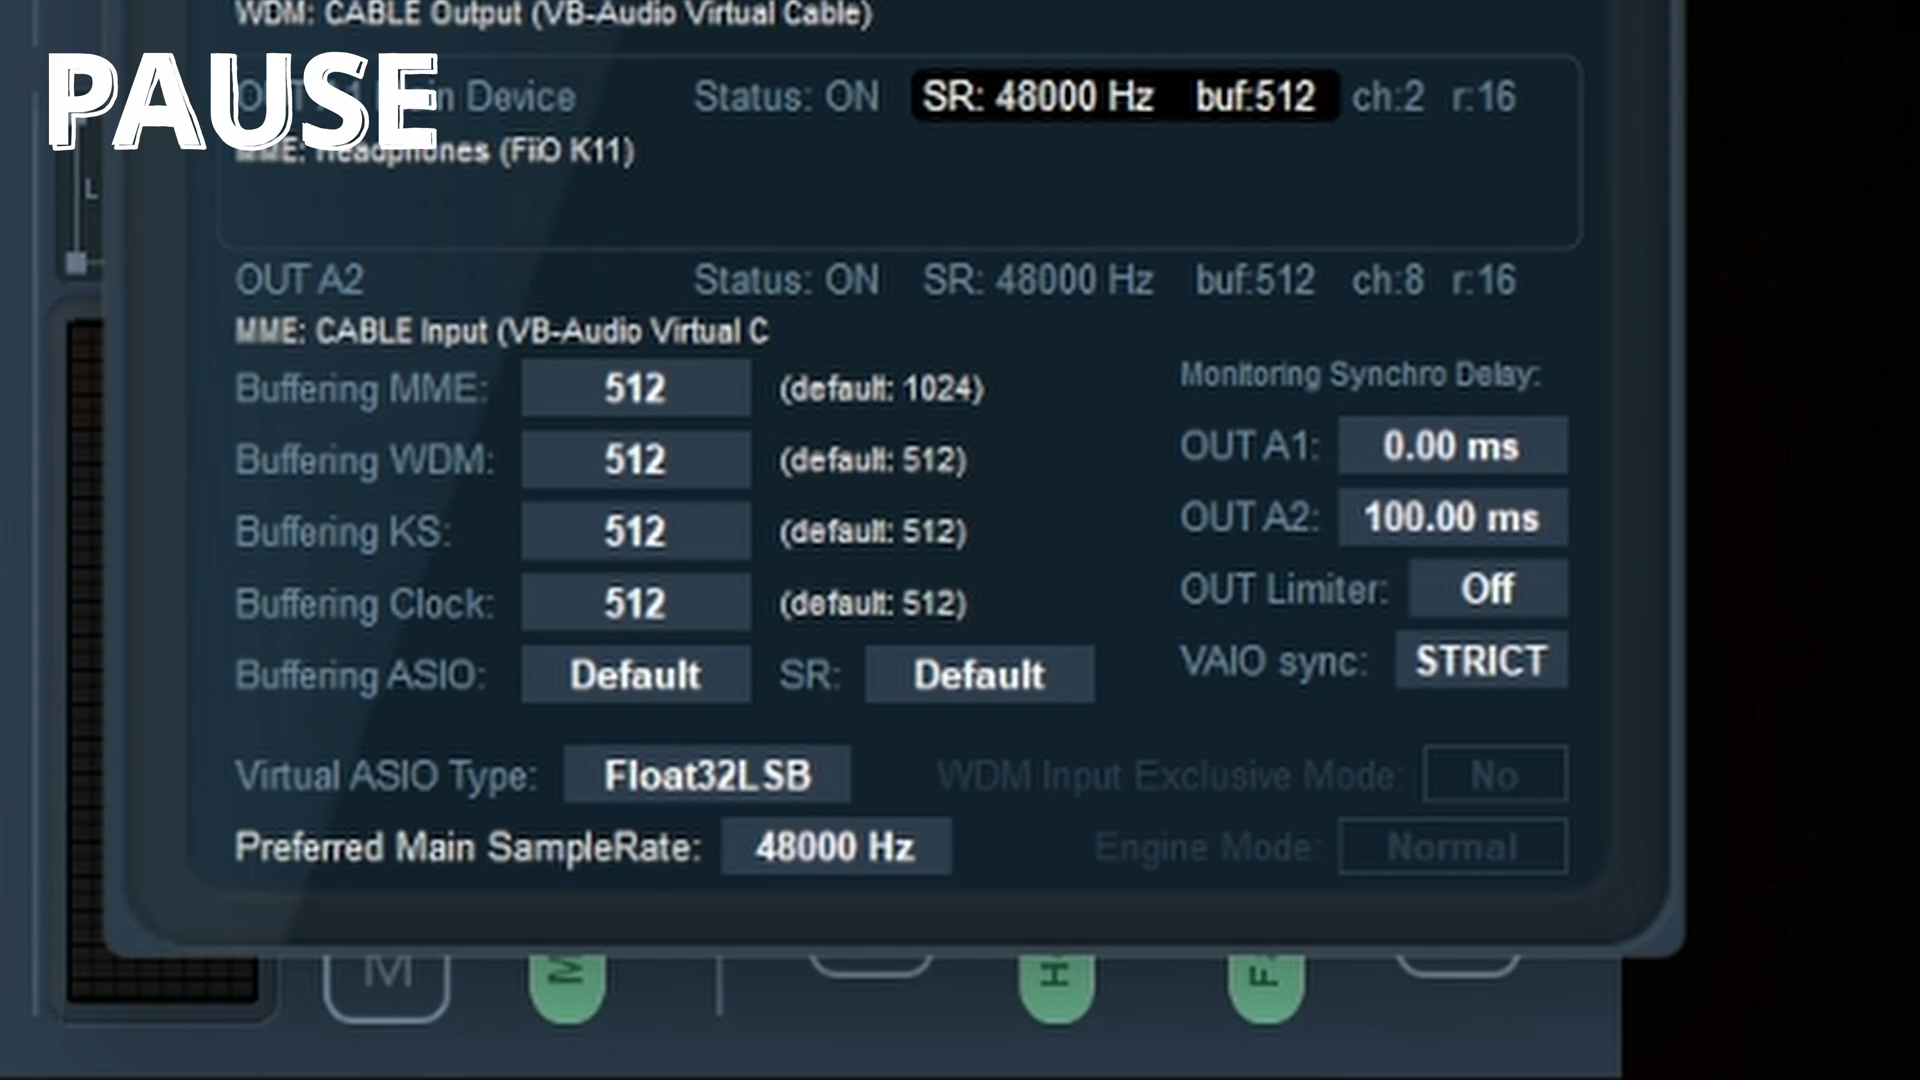 WDM: CABLE Output (VB-Audio Virtual Cable)
PAUSE
Device Status: ON SR: 48000 Hz buf:512 ch:2 r:16
MME: Headphones (FiiO K11)
L
OUT A2 Status: ON SR: 48000 Hz buf:512 ch:8 r:16
MME: CABLE Input (VB-Audio Virtual C
Buffering MME: 512 (default: 1024) Monitoring Synchro Delay:
Buffering WDM: 512 (default: 512) OUT A1: 0.00 ms
Buffering KS: 512 (default: 512) OUT A2: 100.00 ms
Buffering Clock: 512 (default: 512) OUT Limiter: Off
Buffering ASIO: Default SR: Default VAIO sync: STRICT
Virtual ASIO Type: Float32LSB WDM Input Exclusive Mode: No
Preferred Main SampleRate: 48000 Hz Engine Mode: Normal
M M H F